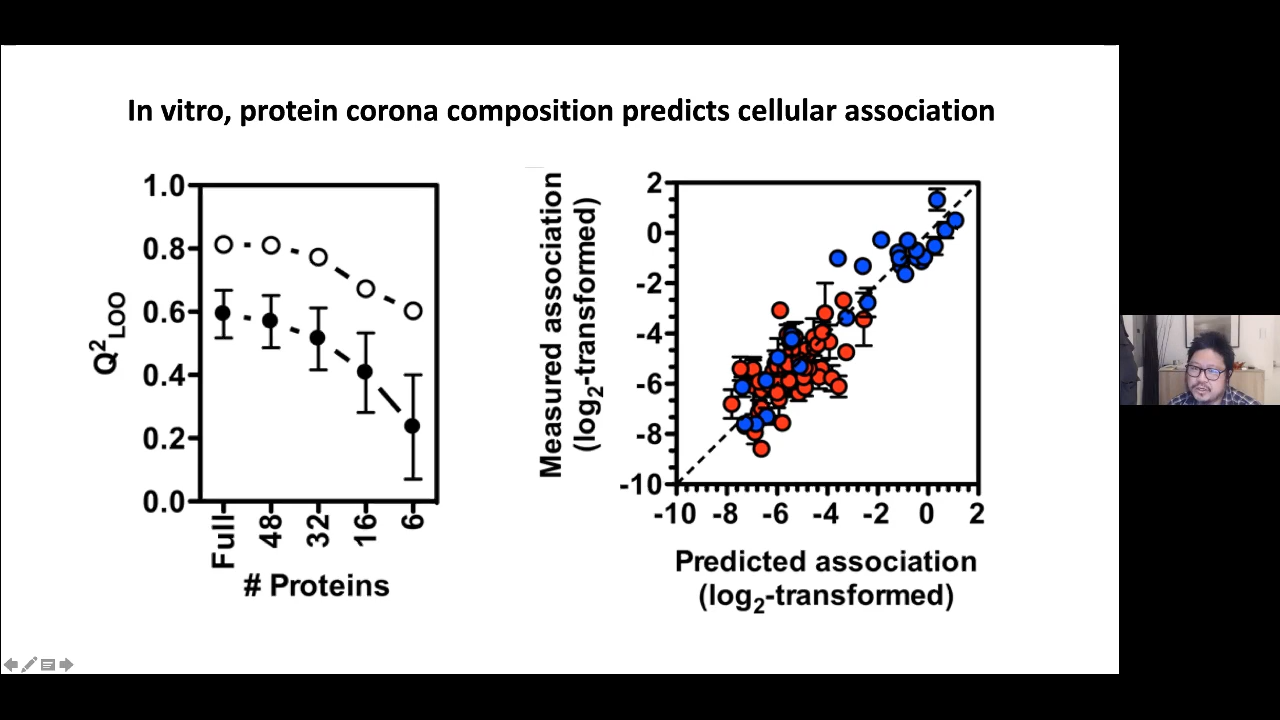 In vitro, protein corona composition predicts cellular association
1.0
0.8
0.6
0.4
0.2
0.0
Q²LOO
Full
48
32
16
6
# Proteins
Measured association
(log₂-transformed)
2
0
-2
-4
-6
-8
-10
-10 -8 -6 -4 -2 0 2
Predicted association
(log₂-transformed)